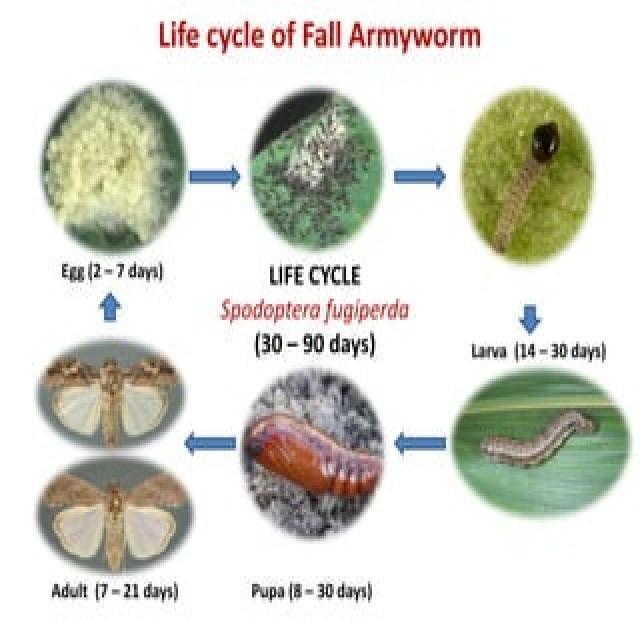 Life cycle of Fall Armyworm
Egg (2 – 7 days)
LIFE CYCLE
Spodoptera fugiperda
(30 – 90 days)
Larva (14 – 30 days)
Adult (7 – 21 days)
Pupa (8 – 30 days)